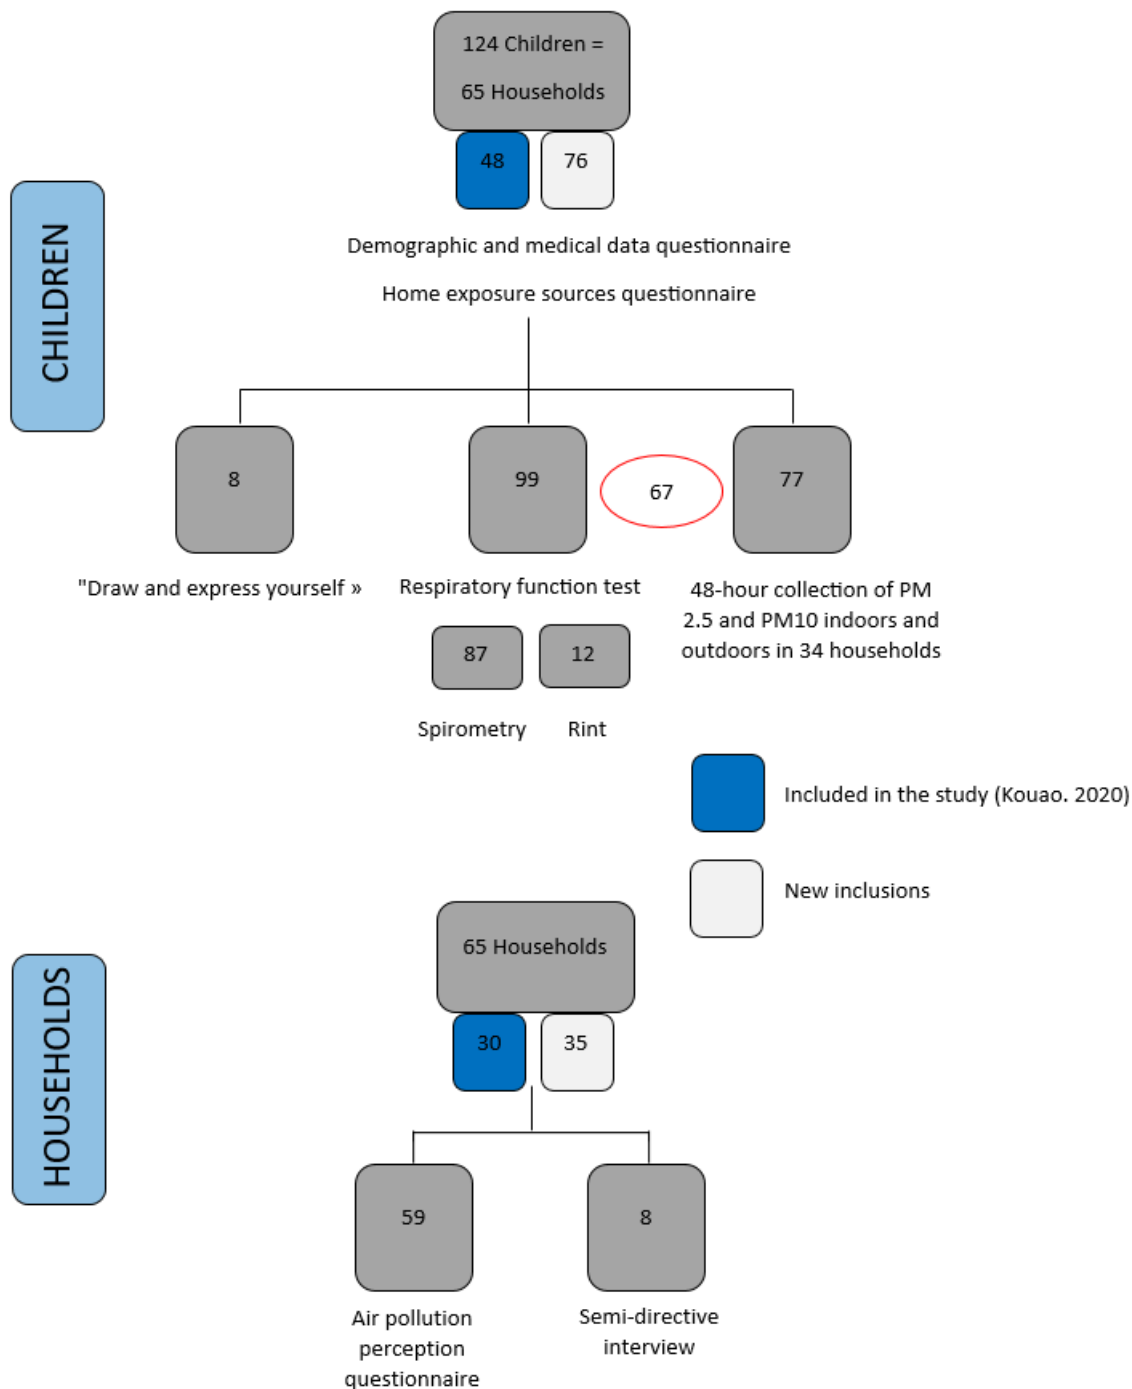 124 Children =
65 Households
48
76
CHILDREN
Demographic and medical data questionnaire
Home exposure sources questionnaire
8
99
67
77
"Draw and express yourself »
Respiratory function test
48-hour collection of PM
2.5 and PM10 indoors and
outdoors in 34 households
87
12
Spirometry
Rint
Included in the study (Kouao. 2020)
New inclusions
65 Households
HOUSEHOLDS
30
35
59
8
Air pollution
perception
questionnaire
Semi-directive
interview